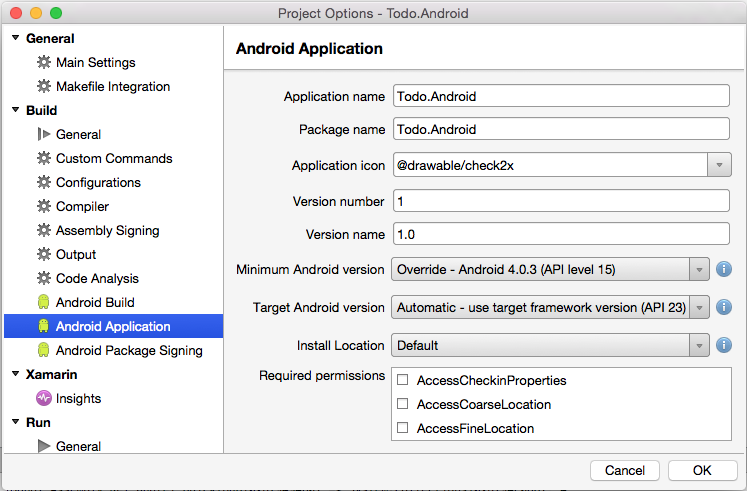 Project Options - Todo.Android
General
Main Settings
Makefile Integration
Build
General
Custom Commands
Configurations
Compiler
Assembly Signing
Output
Code Analysis
Android Build
Android Application
Android Package Signing
Xamarin
Insights
Run
General
Android Application
Application name Todo.Android
Package name Todo.Android
Application icon @drawable/check2x
Version number 1
Version name 1.0
Minimum Android version Override - Android 4.0.3 (API level 15)
Target Android version Automatic - use target framework version (API 23)
Install Location Default
Required permissions
AccessCheckinProperties
AccessCoarseLocation
AccessFineLocation
Cancel OK